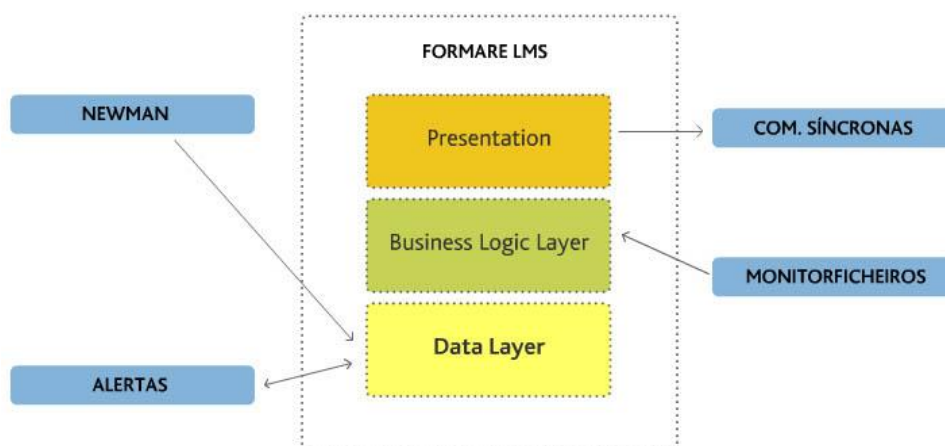 FORMARE LMS
NEWMAN
Presentation
COM. SÍNCRONAS
Business Logic Layer
MONITORFICHEIROS
Data Layer
ALERTAS